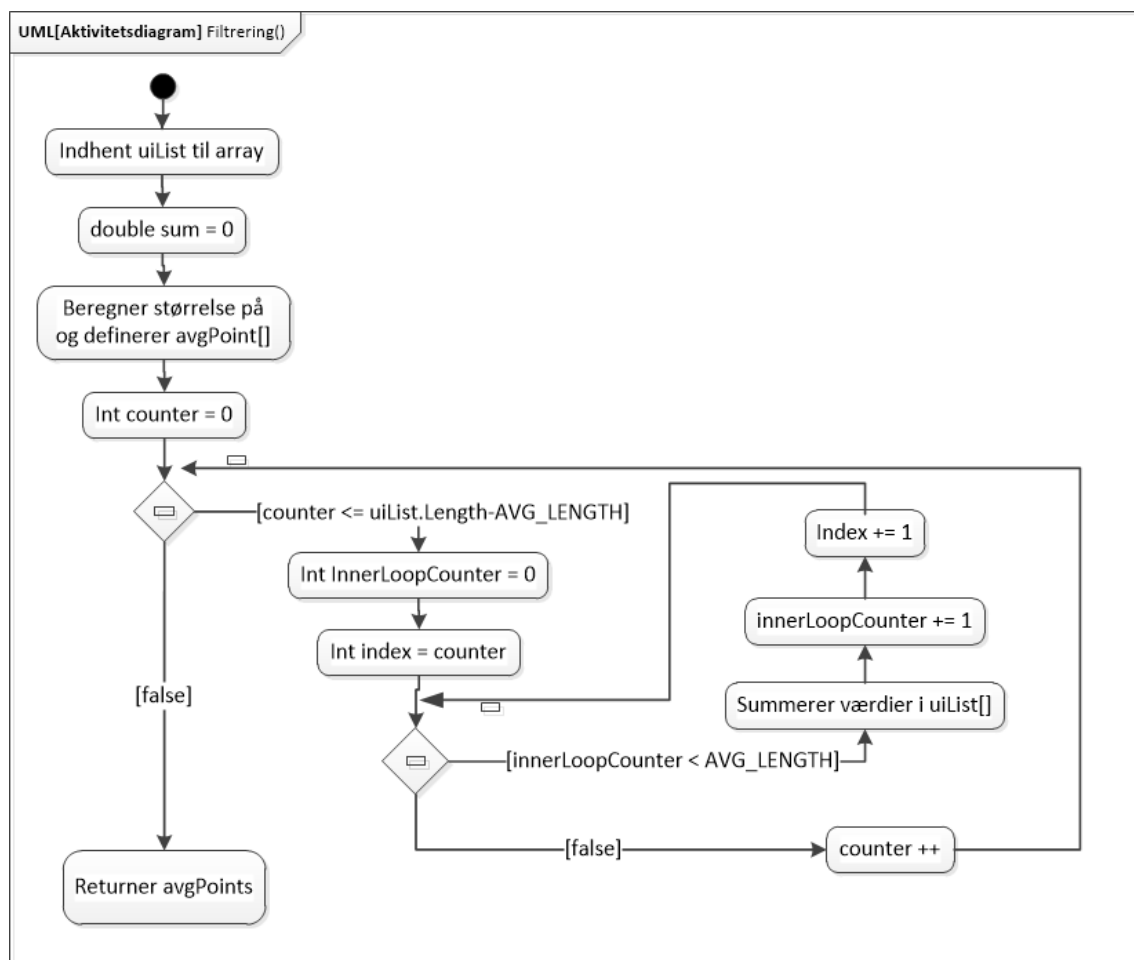 UML[Aktivitetsdiagram] Filtrering()
Indhent uiList til array
double sum = 0
Beregner størrelse på
og definerer avgPoint[]
Int counter = 0
[counter <= uiList.Length-AVG_LENGTH]
Int InnerLoopCounter = 0
Int index = counter
Index += 1
innerLoopCounter += 1
Summerer værdier i uiList[]
[false]
[innerLoopCounter < AVG_LENGTH]
[false]
counter ++
Returner avgPoints